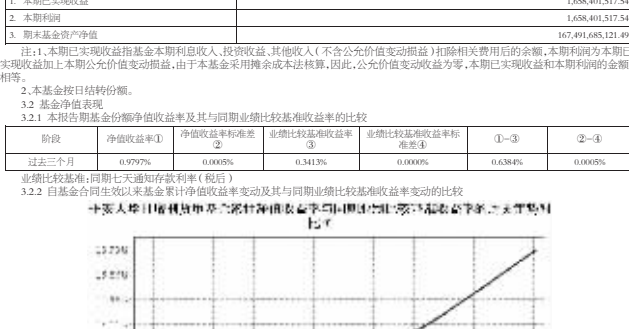 1. 本期已实现收益 1,658,401,517.54
2. 本期利润 1,658,401,517.54
3. 期末基金资产净值 167,491,685,121.49
注:1、本期已实现收益指基金本期利息收入、投资收益、其他收入(不含公允价值变动损益)扣除相关费用后的余额,本期利润为本期已
实现收益加上本期公允价值变动损益,由于本基金采用摊余成本法核算,因此,公允价值变动收益为零,本期已实现收益和本期利润的金额
相等。
2、本基金按日结转份额。
3.2 基金净值表现
3.2.1 本报告期基金份额净值收益率及其与同期业绩比较基准收益率的比较
阶段 净值收益率① 净值收益率标准差② 业绩比较基准收益率③ 业绩比较基准收益率标准差④ ①-③ ②-④
过去三个月 0.9797% 0.0005% 0.3413% 0.0000% 0.6384% 0.0005%
业绩比较基准:同期七天通知存款利率(税后)
3.2.2 自基金合同生效以来基金累计净值收益率变动及其与同期业绩比较基准收益率变动的比较